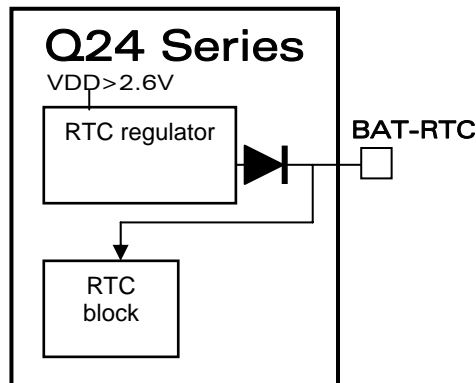 Q24 Series
VDD>2.6V
RTC regulator
BAT-RTC
RTC
block